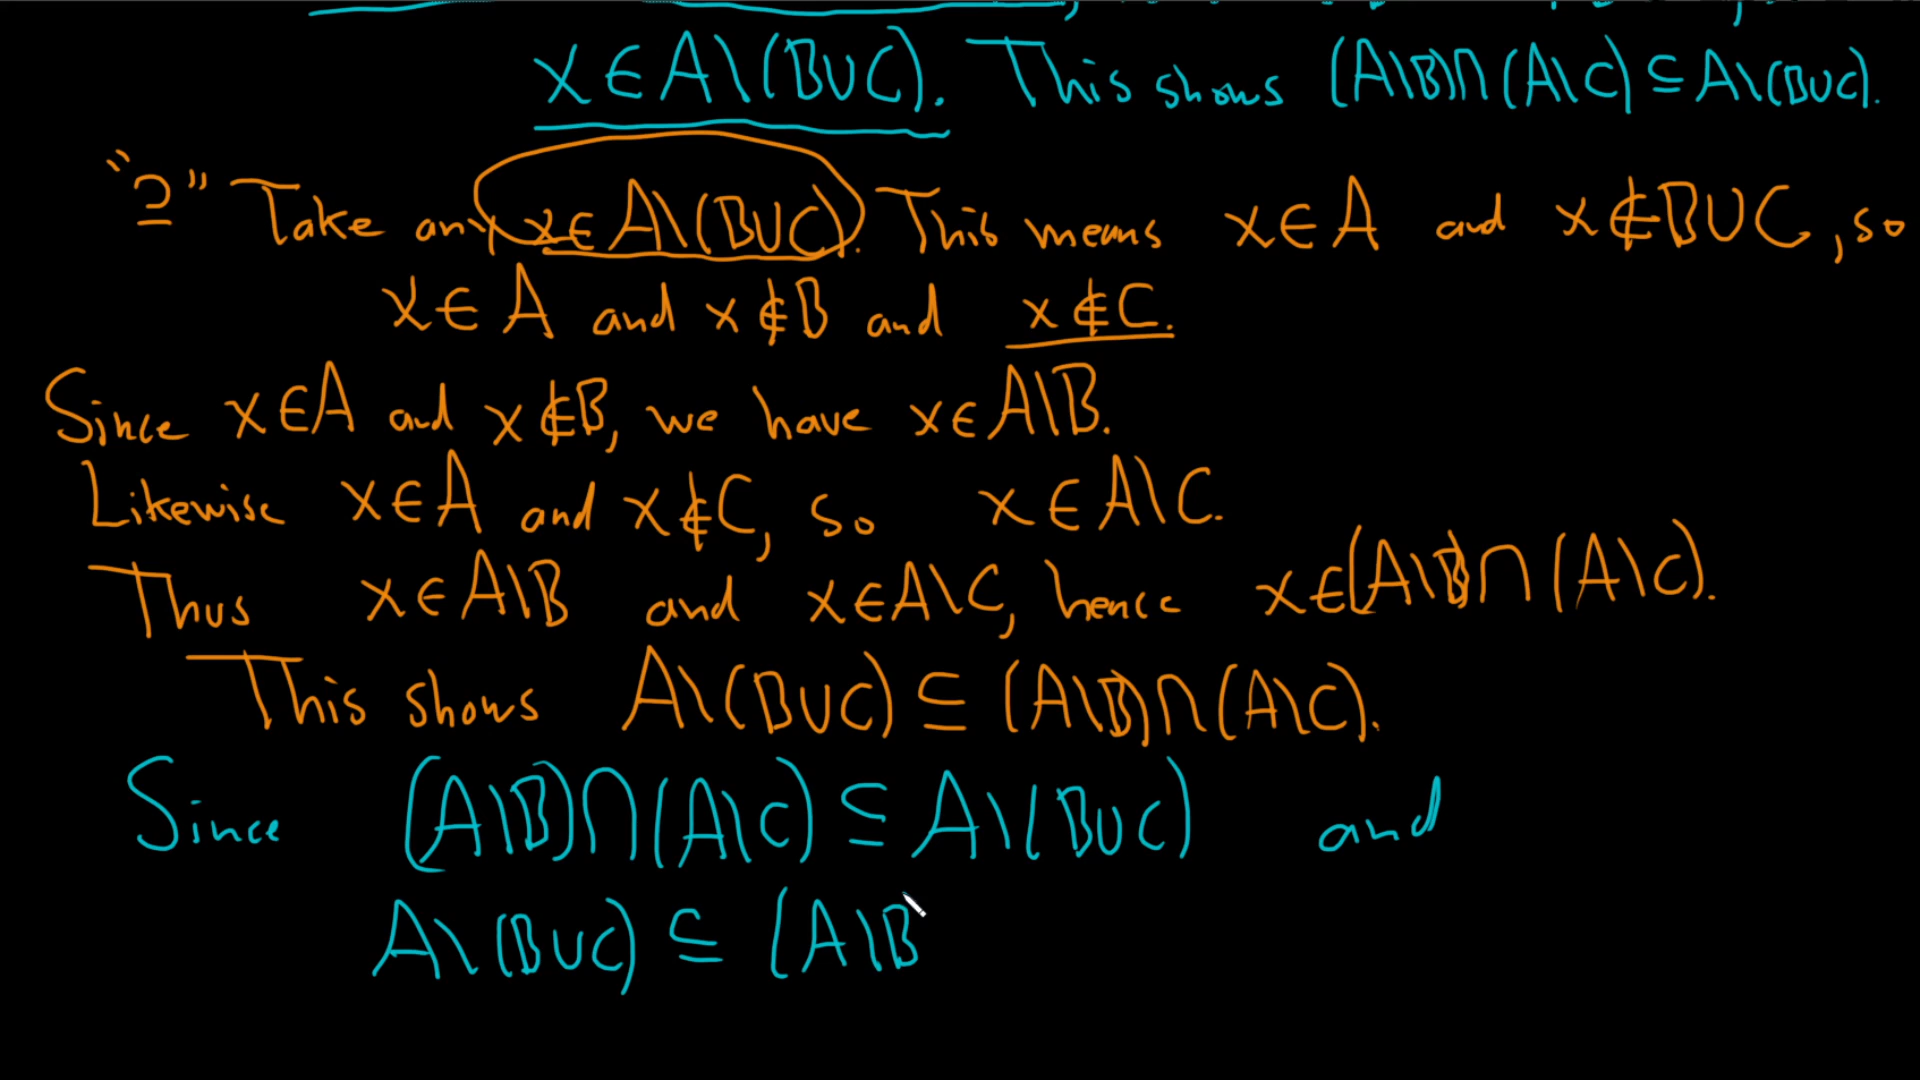 x∈A\(B∪C). This shows (A\B)∩(A\C)⊆A\(B∪C).
"⊇" Take any x∈A\(B∪C). This means x∈A and x∉B∪C, so
x∈A and x∉B and x∉C.
Since x∈A and x∉B, we have x∈A\B.
Likewise x∈A and x∉C, so x∈A\C.
Thus x∈A\B and x∈A\C, hence x∈(A\B)∩(A\C).
This shows A\(B∪C)⊆(A\B)∩(A\C).
Since (A\B)∩(A\C)⊆A\(B∪C) and
A\(B∪C)⊆(A\B